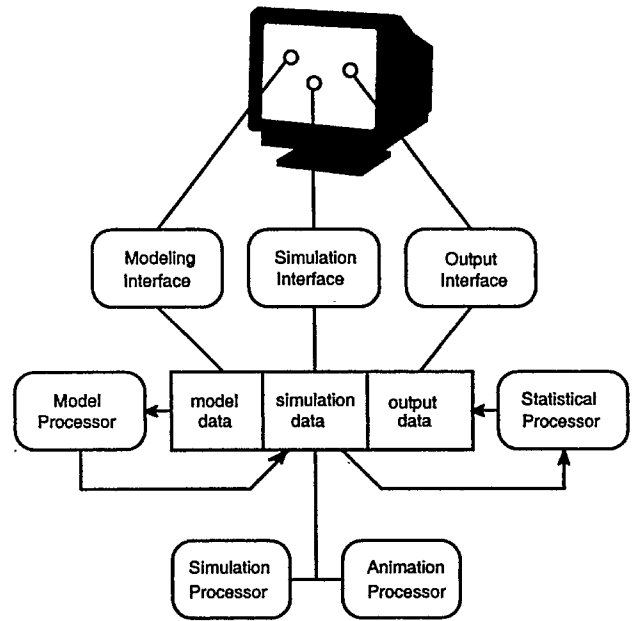 Modeling
Interface
Simulation
Interface
Output
Interface
Model
Processor
model
data
simulation
data
output
data
Statistical
Processor
Simulation
Processor
Animation
Processor